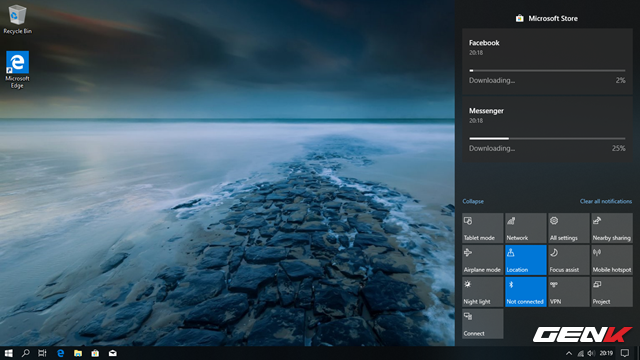 Recycle Bin
Microsoft
Edge
Microsoft Store
Facebook
20:18
Downloading...
2%
Messenger
20:18
Downloading...
25%
Collapse
Clear all notifications
Tablet mode
Network
All settings
Nearby sharing
Airplane mode
Location
Focus assist
Mobile hotspot
Night light
Not connected
VPN
Project
Connect
GENK
20:19